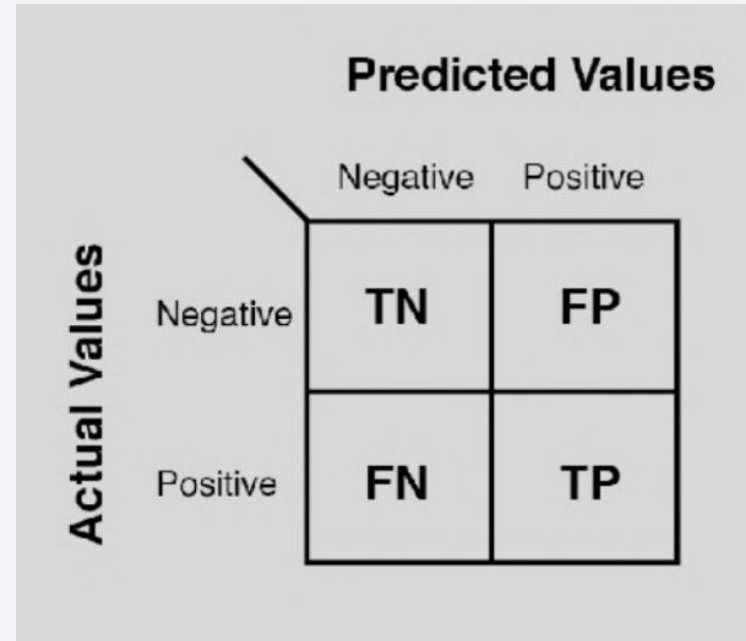 Predicted Values
Negative Positive
Actual Values
Negative TN FP
Positive FN TP